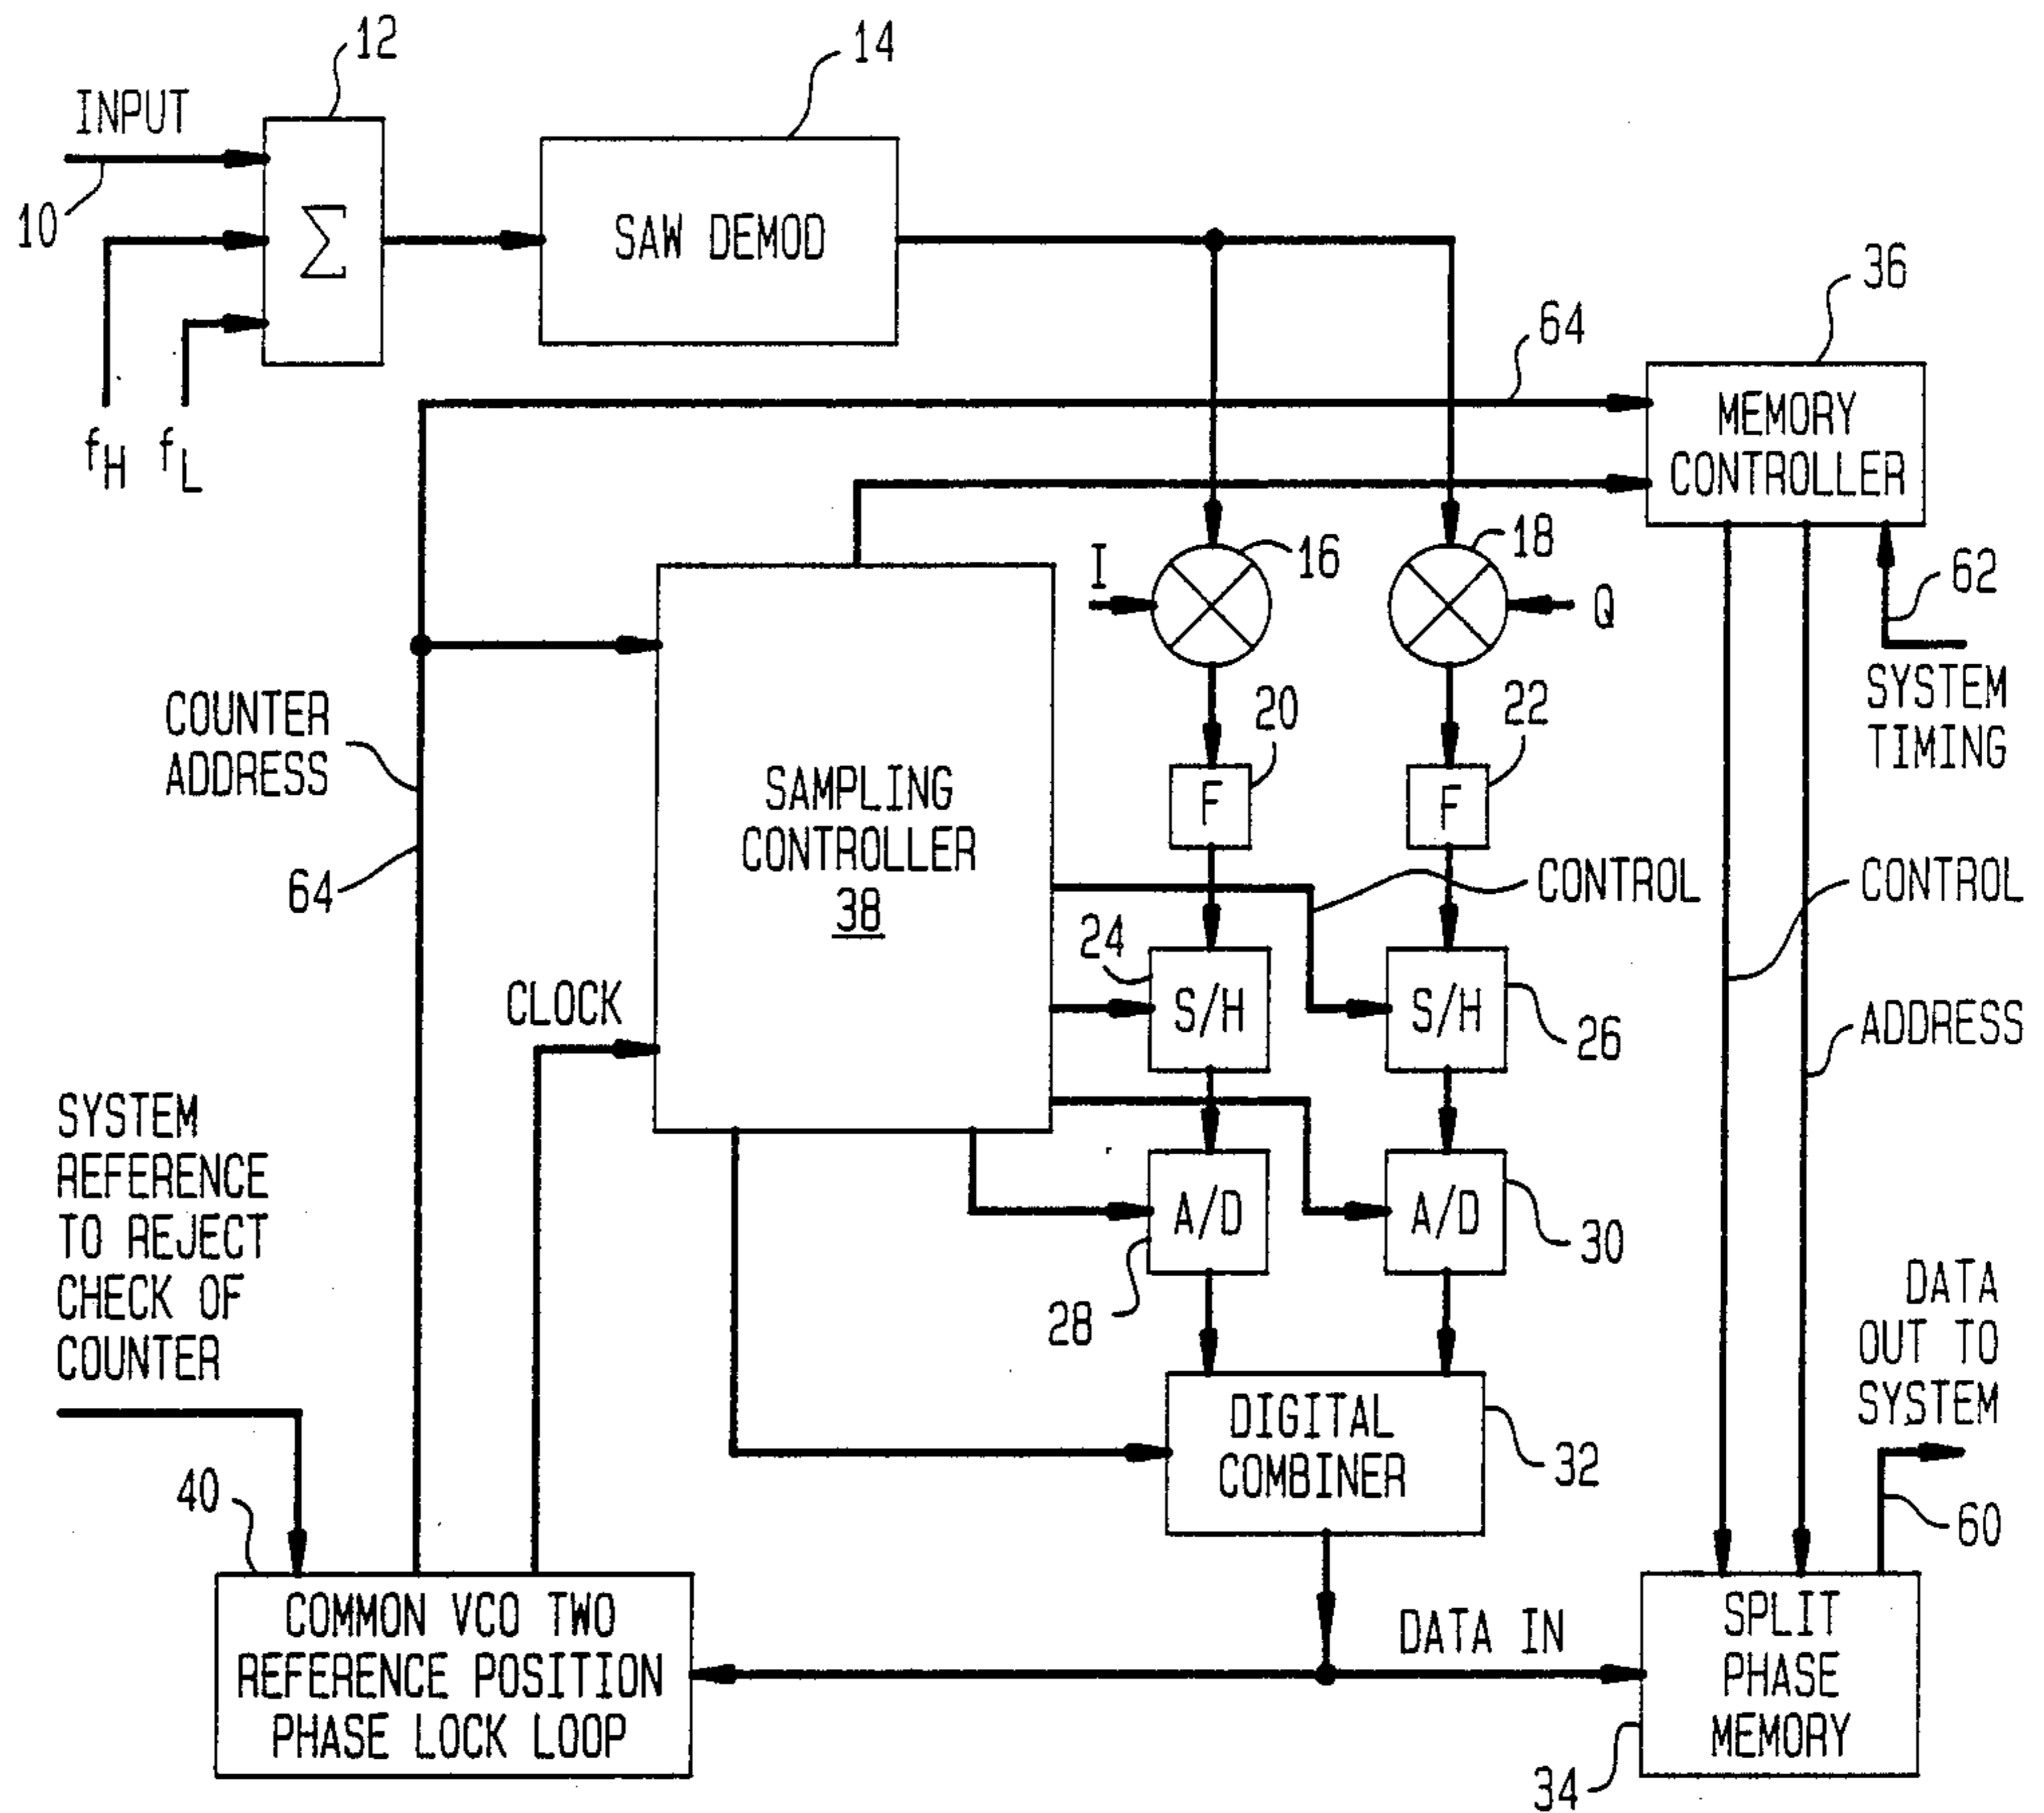 12
14
INPUT
10
Σ
SAW DEMOD
fH fL
64
36
MEMORY
CONTROLLER
I
16
18
Q
62
SYSTEM
TIMING
COUNTER
ADDRESS
64
SAMPLING
CONTROLLER
38
20
F
22
F
CONTROL
CONTROL
24
S/H
S/H
26
ADDRESS
CLOCK
SYSTEM
REFERENCE
TO REJECT
CHECK OF
COUNTER
A/D
28
A/D
30
DATA
OUT TO
SYSTEM
DIGITAL
COMBINER
32
40
60
COMMON VCO TWO
REFERENCE POSITION
PHASE LOCK LOOP
DATA IN
SPLIT
PHASE
MEMORY
34